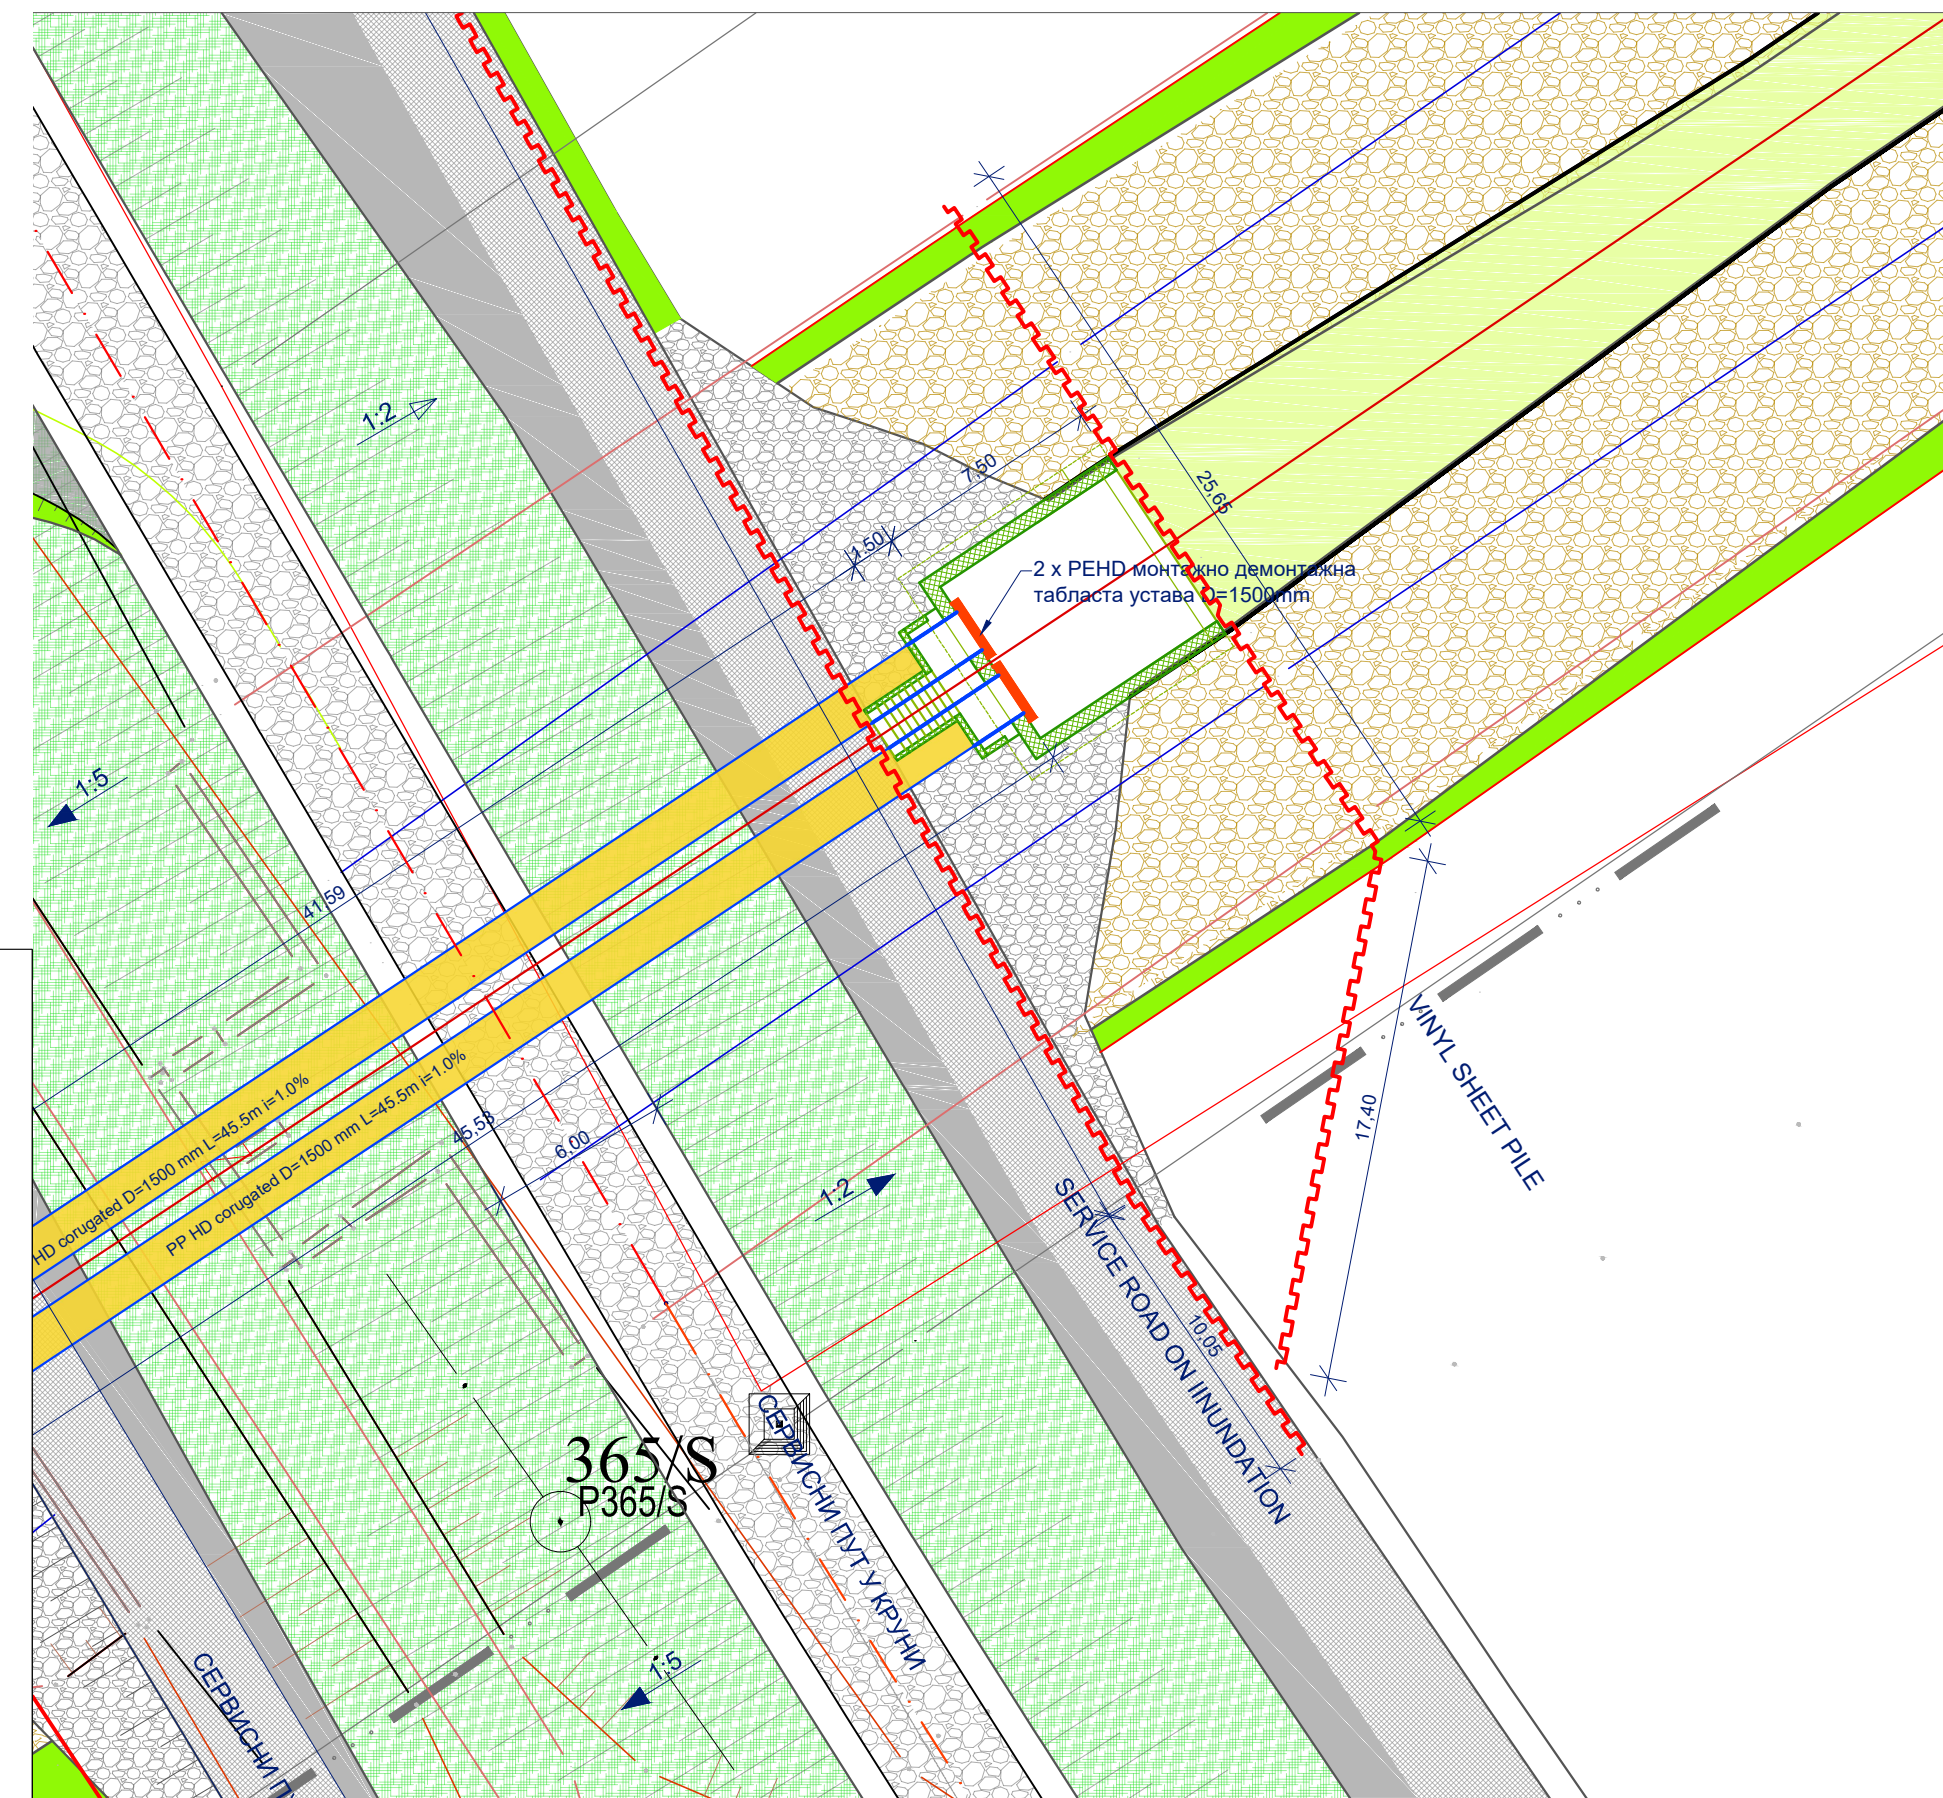 1:2
7,50
25,65
1.50
2 x PEHD монтажно демонтажна
табласта устава D=1500mm
1:5
41,59
VINYL SHEET PILE
HD corugated D=1500 mm L=45.5m i=1.0%
PP HD corugated D=1500 mm L=45.5m i=1.0%
45,53
6,00
17,40
1:2
SERVICE ROAD ON IINUNDATION
10,05
365/S
P365/S
СЕРВИСНИ ПУТ У КРУНИ
1:5
СЕРВИСНИ